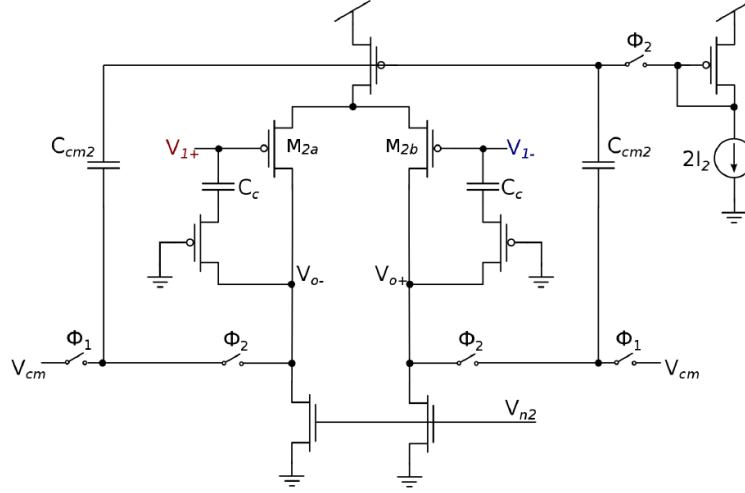 Φ2
Ccm2
V1+
M2a
M2b
V1-
Ccm2
2I2
Cc
Cc
Vo-
Vo+
Φ1
Φ2
Φ2
Φ1
Vcm
Vcm
Vn2